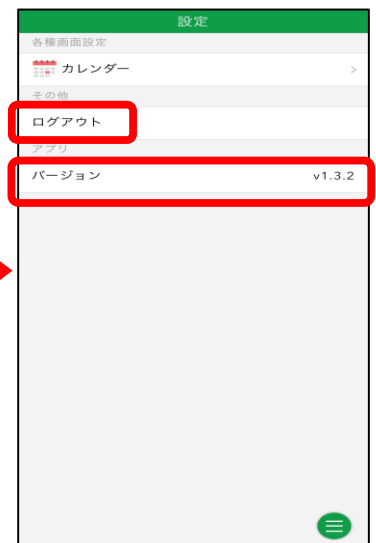 設定
各種画面設定
カレンダー
その他
ログアウト
アプリ
バージョン v1.3.2